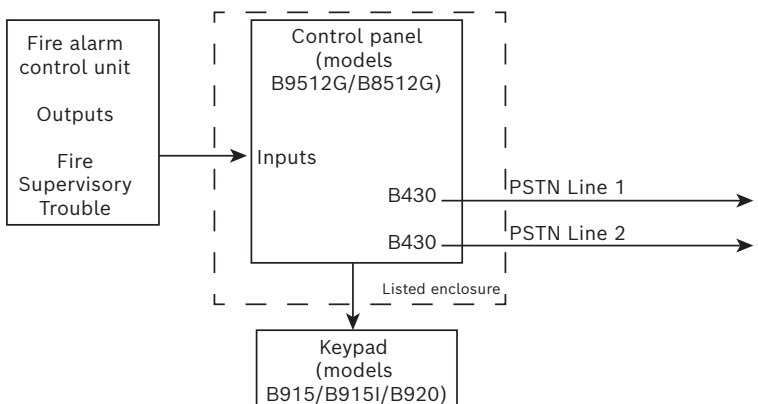 Fire alarm
control unit
Outputs
Fire
Supervisory
Trouble
Control panel
(models
B9512G/B8512G)
Inputs
B430
PSTN Line 1
B430
PSTN Line 2
Listed enclosure
Keypad
(models
B915/B915I/B920)